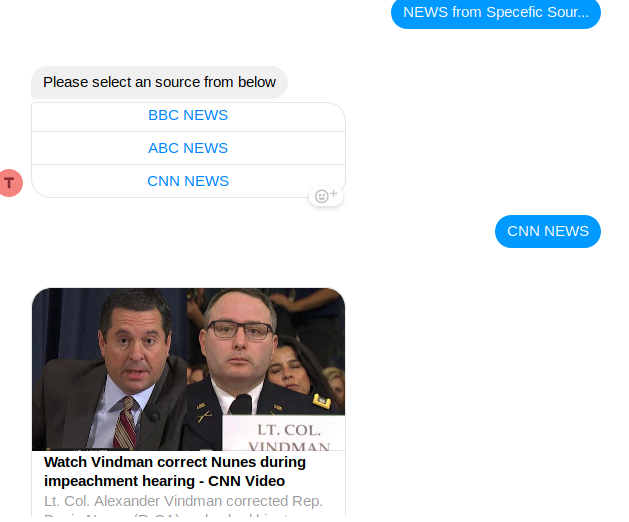 NEWS from Specefic Sour...
Please select an source from below
BBC NEWS
ABC NEWS
CNN NEWS
T
CNN NEWS
LT. COL.
VINDMAN
Watch Vindman correct Nunes during
impeachment hearing - CNN Video
Lt. Col. Alexander Vindman corrected Rep.